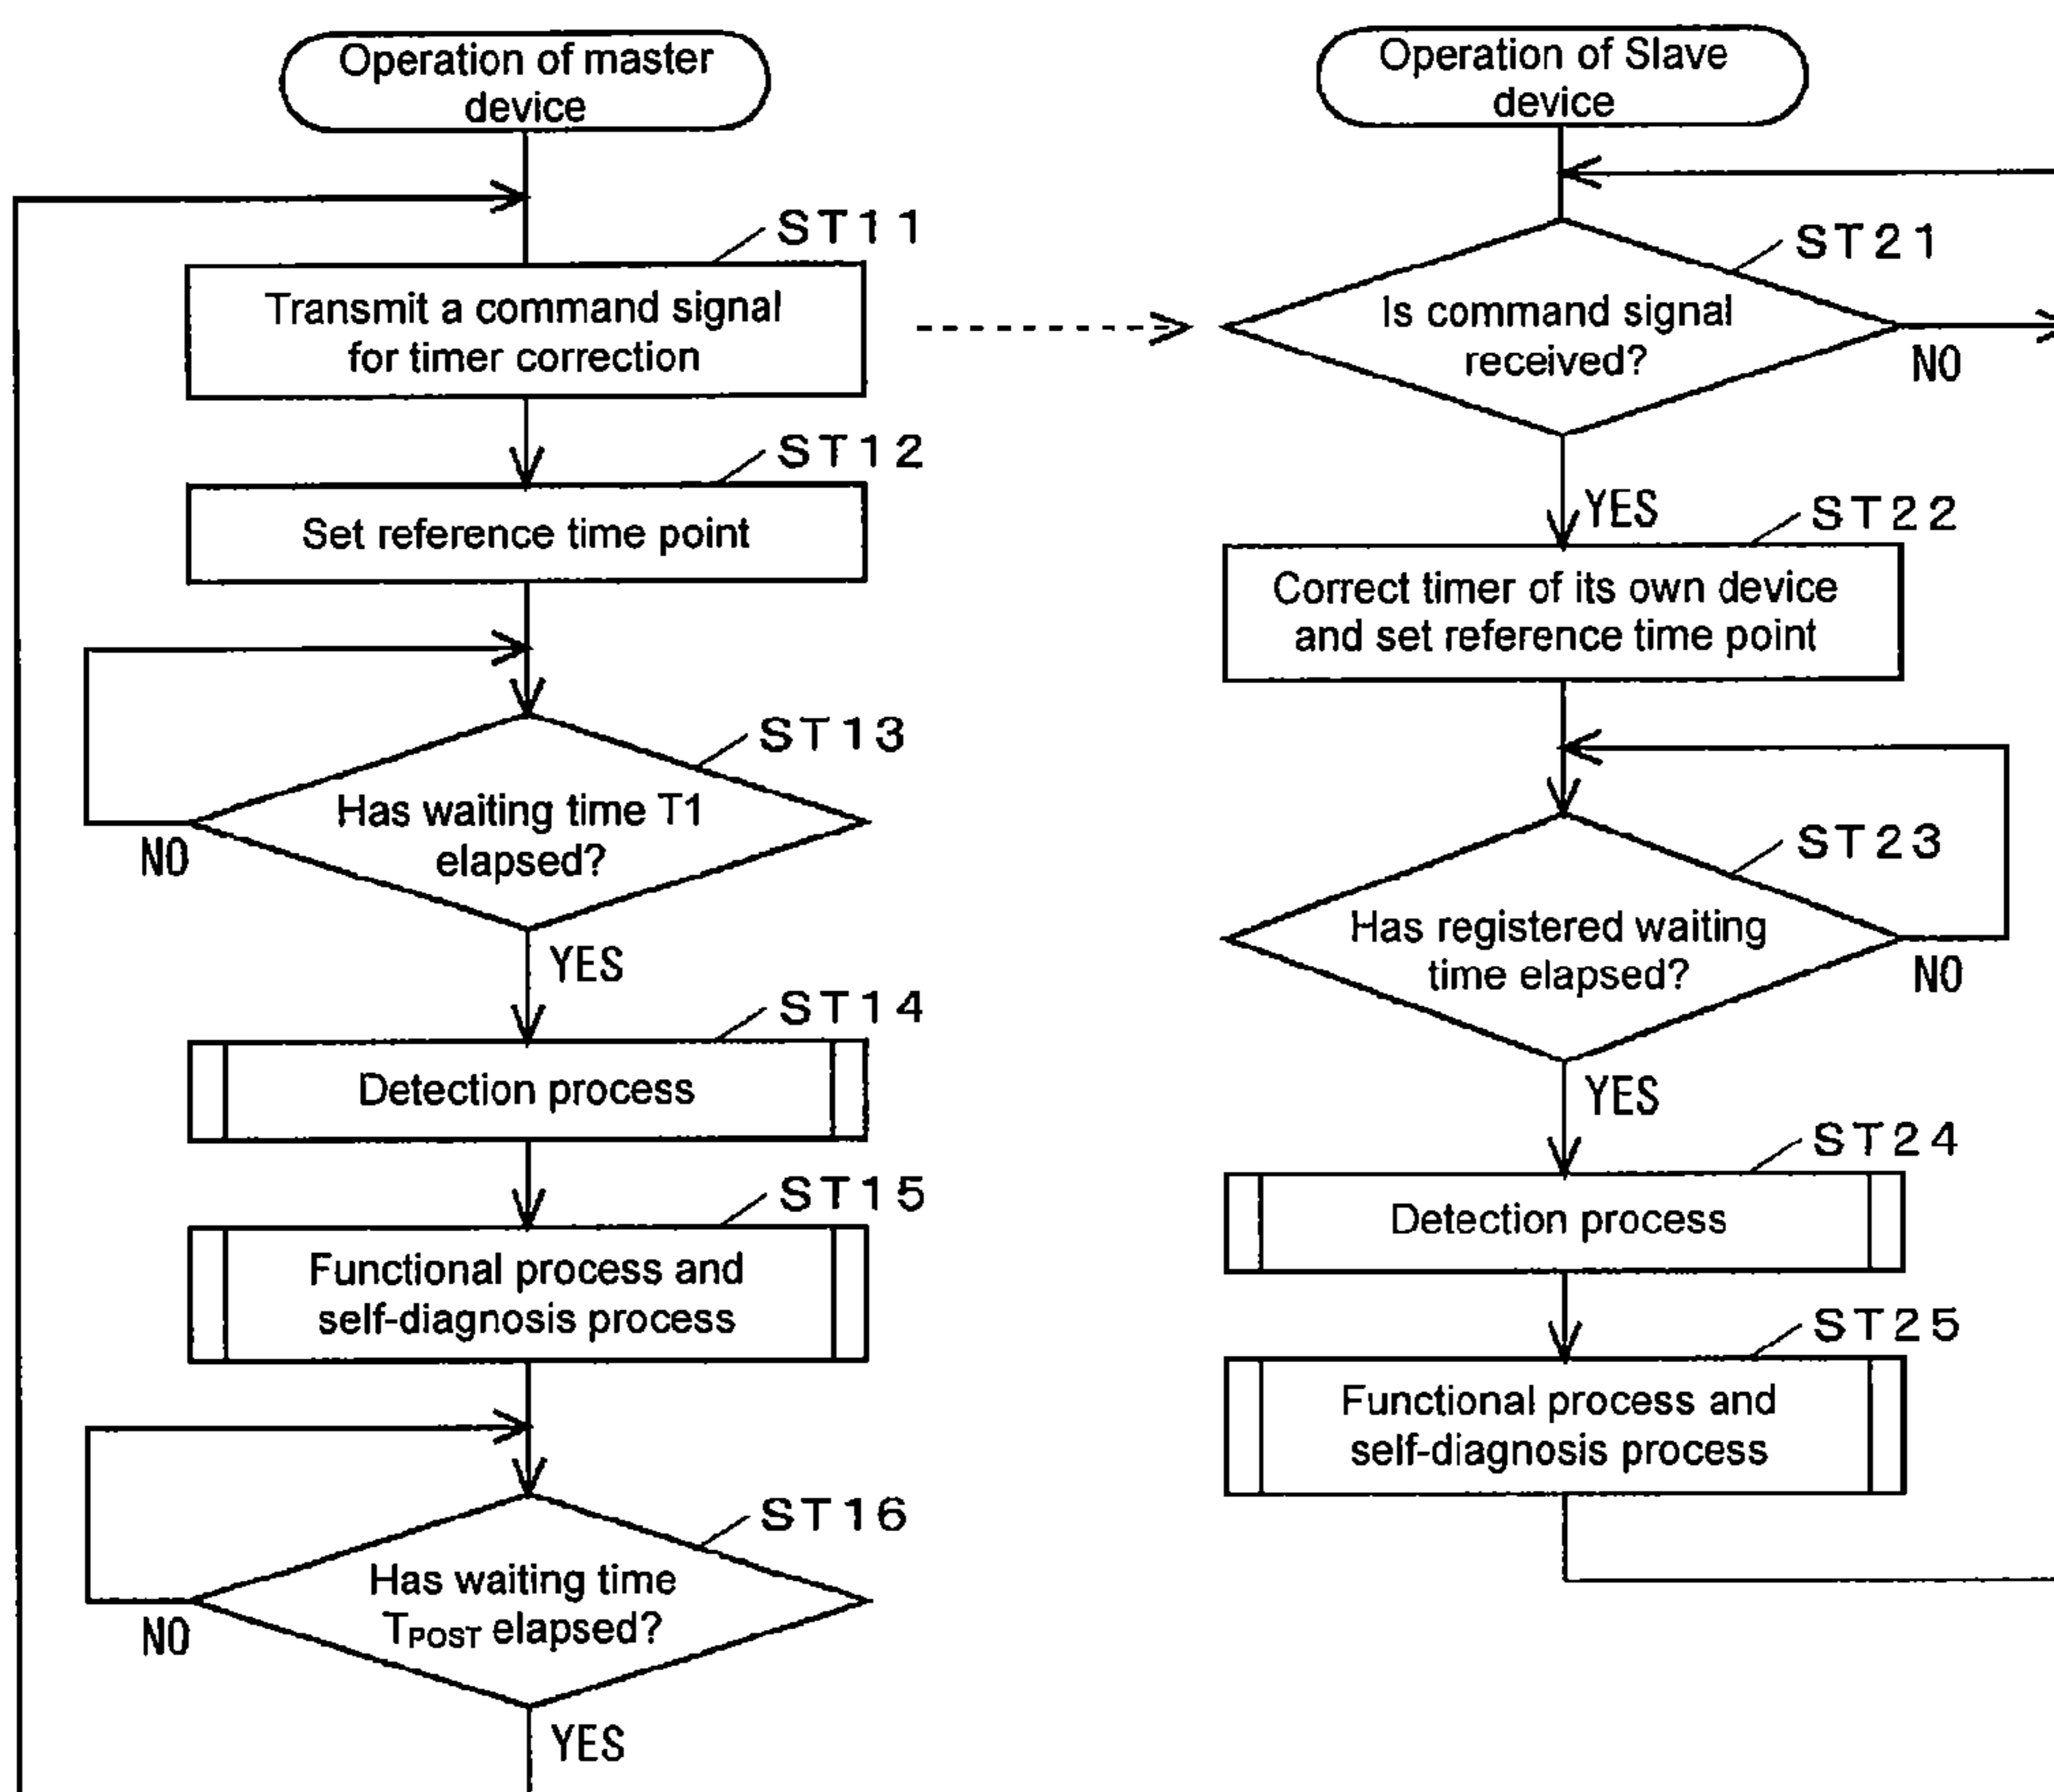 Operation of master
device
ST11
Transmit a command signal
for timer correction
ST12
Set reference time point
ST13
Has waiting time T1
elapsed?
NO
YES
ST14
Detection process
ST15
Functional process and
self-diagnosis process
ST16
Has waiting time
TPOST elapsed?
NO
YES
Operation of Slave
device
ST21
Is command signal
received?
NO
YES
ST22
Correct timer of its own device
and set reference time point
ST23
Has registered waiting
time elapsed?
NO
YES
ST24
Detection process
ST25
Functional process and
self-diagnosis process